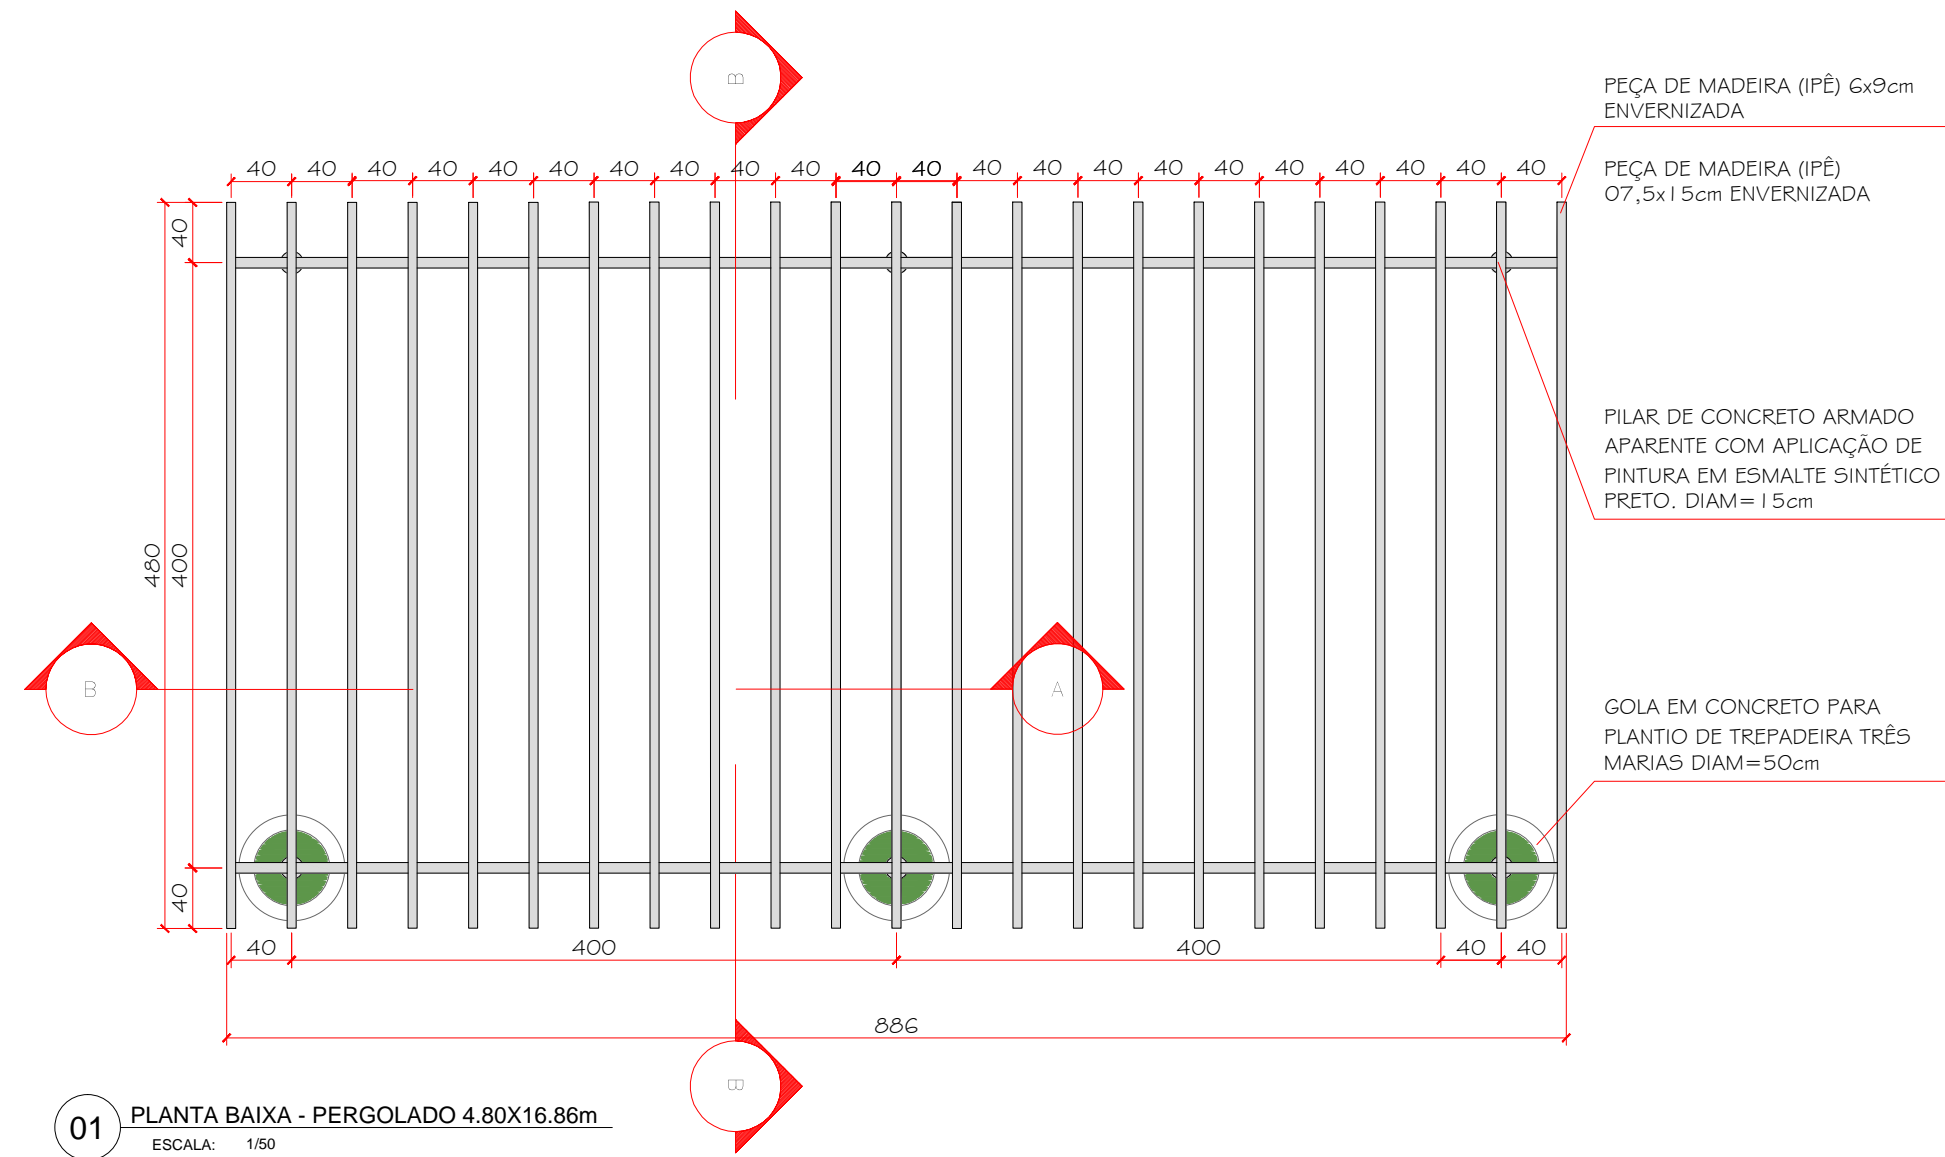 B
PEÇA DE MADEIRA (IPÊ) 6x9cm
ENVERNIZADA
PEÇA DE MADEIRA (IPÊ)
07,5x15cm ENVERNIZADA
40 40 40 40 40 40 40 40 40 40 40 40 40 40 40 40 40 40 40 40 40 40
40
PILAR DE CONCRETO ARMADO
APARENTE COM APLICAÇÃO DE
PINTURA EM ESMALTE SINTÉTICO
PRETO. DIAM=15cm
480
400
B
A
GOLA EM CONCRETO PARA
PLANTIO DE TREPADEIRA TRÊS
MARIAS DIAM=50cm
40
40 400 400 40 40
886
B
01
PLANTA BAIXA - PERGOLADO 4.80X16.86m
ESCALA: 1/50